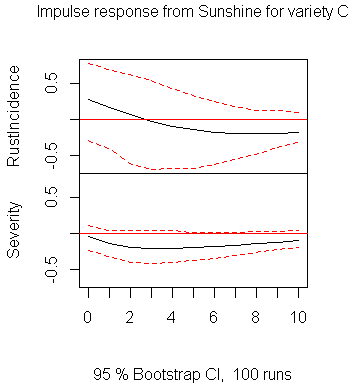 Impulse response from Sunshine for variety C
RustIncidence
0.5
-0.5
Severity
0.5
-0.5
0 2 4 6 8 10
95 % Bootstrap CI, 100 runs